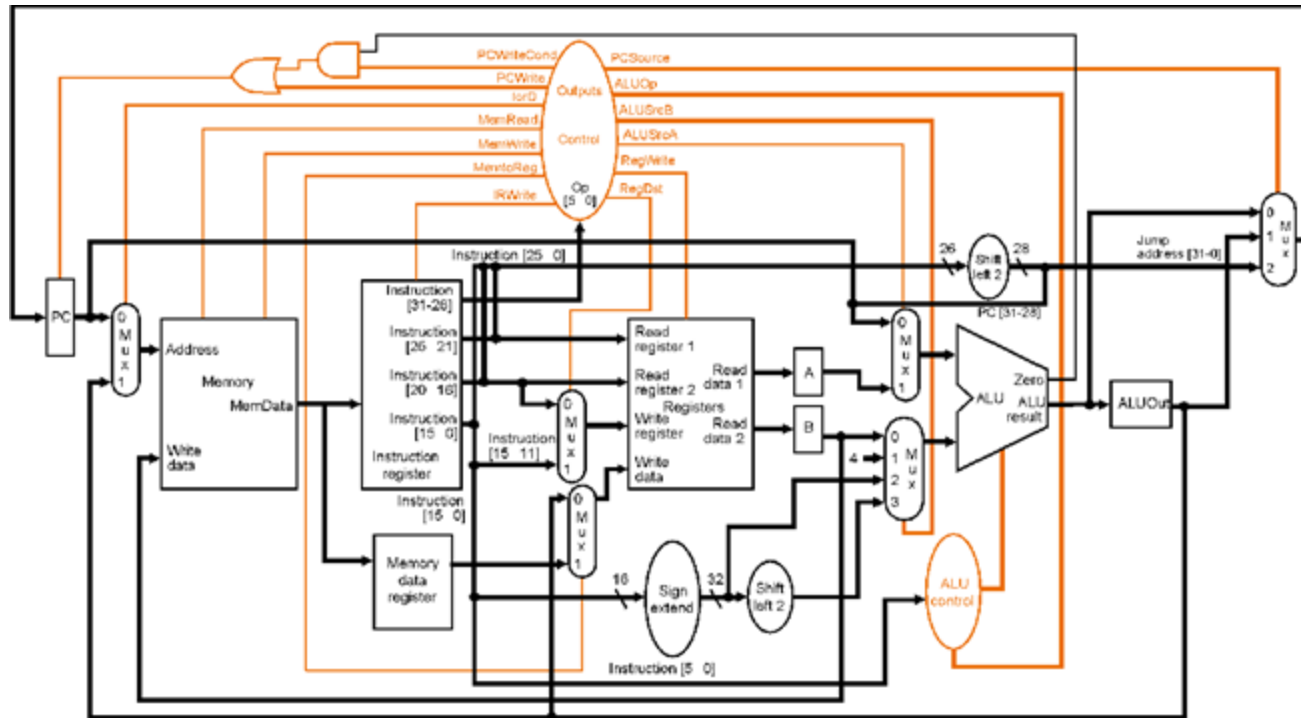 PCWriteCond
PCWrite
IorD
MemRead
MemWrite
MemtoReg
IRWrite
Outputs
Control
Op
[5 0]
PCSource
ALUOp
ALUSrcB
ALUSrcA
RegWrite
RegDst
PC
0
M
u
x
1
Address
Memory
MemData
Write
data
Instruction [25 0]
Instruction
[31-26]
Instruction
[25 21]
Instruction
[20 16]
Instruction
[15 0]
Instruction
register
Instruction
[15 0]
Memory
data
register
Instruction
[15 11]
0
M
u
x
1
0
M
u
x
1
Read
register 1
Read
register 2
Write
register
Write
data
Registers
Read
data 1
Read
data 2
A
B
16
Sign
extend
32
Shift
left 2
Instruction [5 0]
26
Shift
left 2
28
PC [31-28]
Jump
address [31-0]
0
M
u
x
1
4
0
1
2
3
M
u
x
ALU
Zero
ALU
result
ALU
control
ALUOut
0
1
2
M
u
x